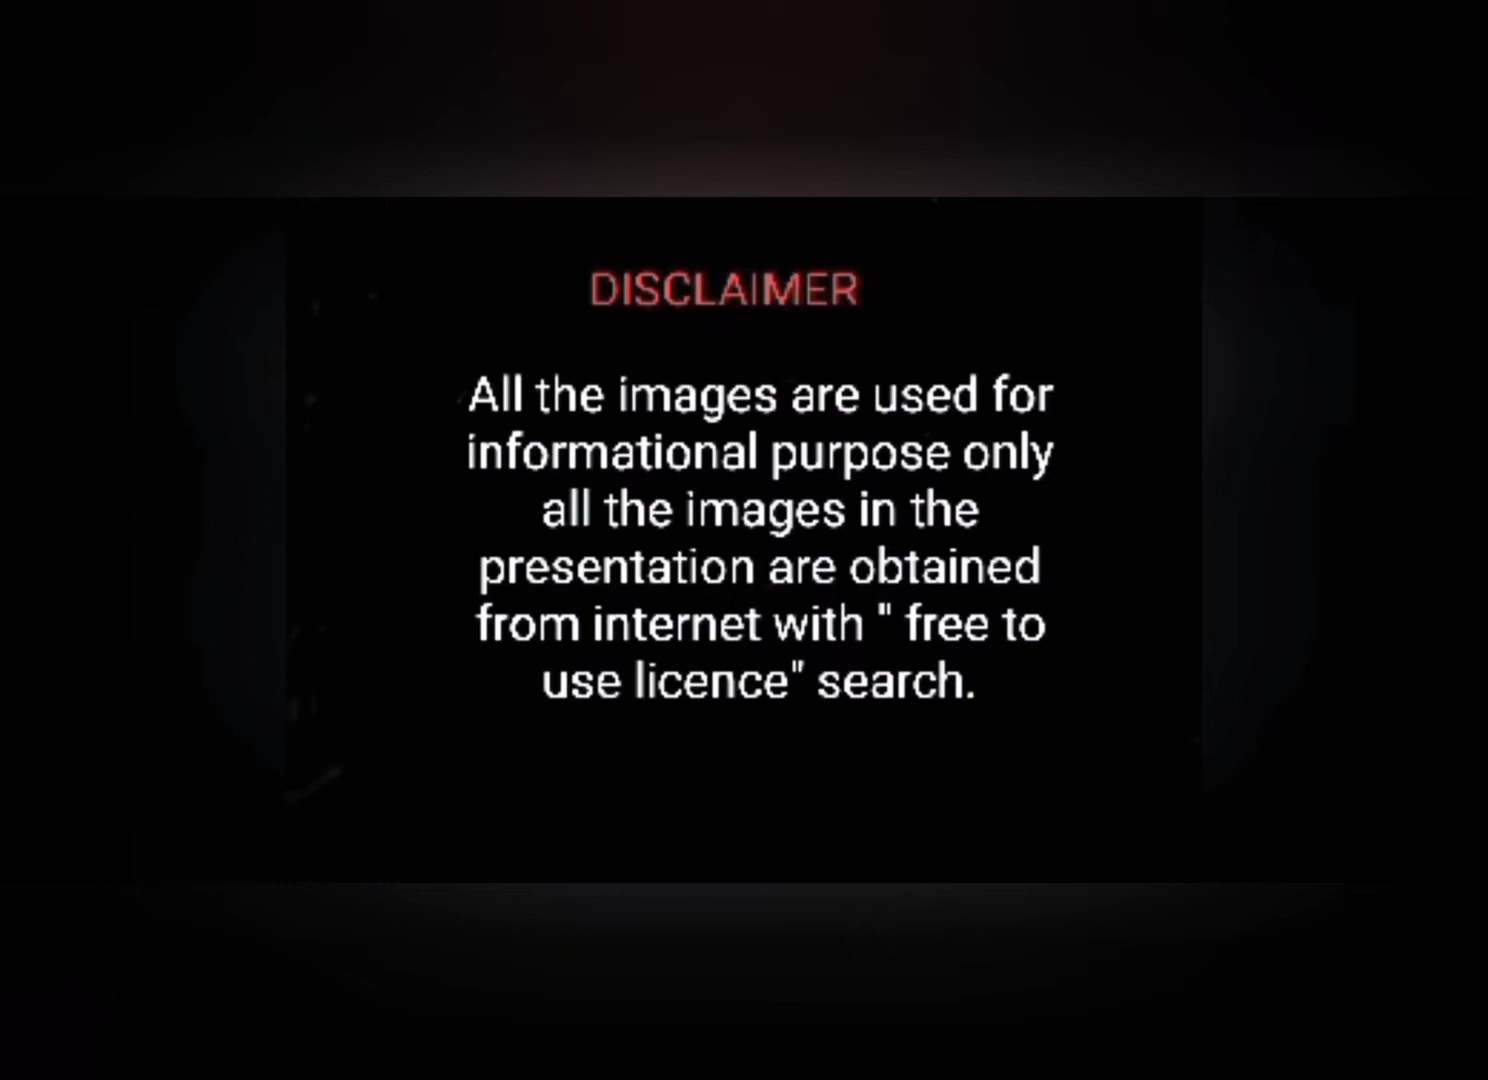 DISCLAIMER
All the images are used for
informational purpose only
all the images in the
presentation are obtained
from internet with " free to
use licence" search.